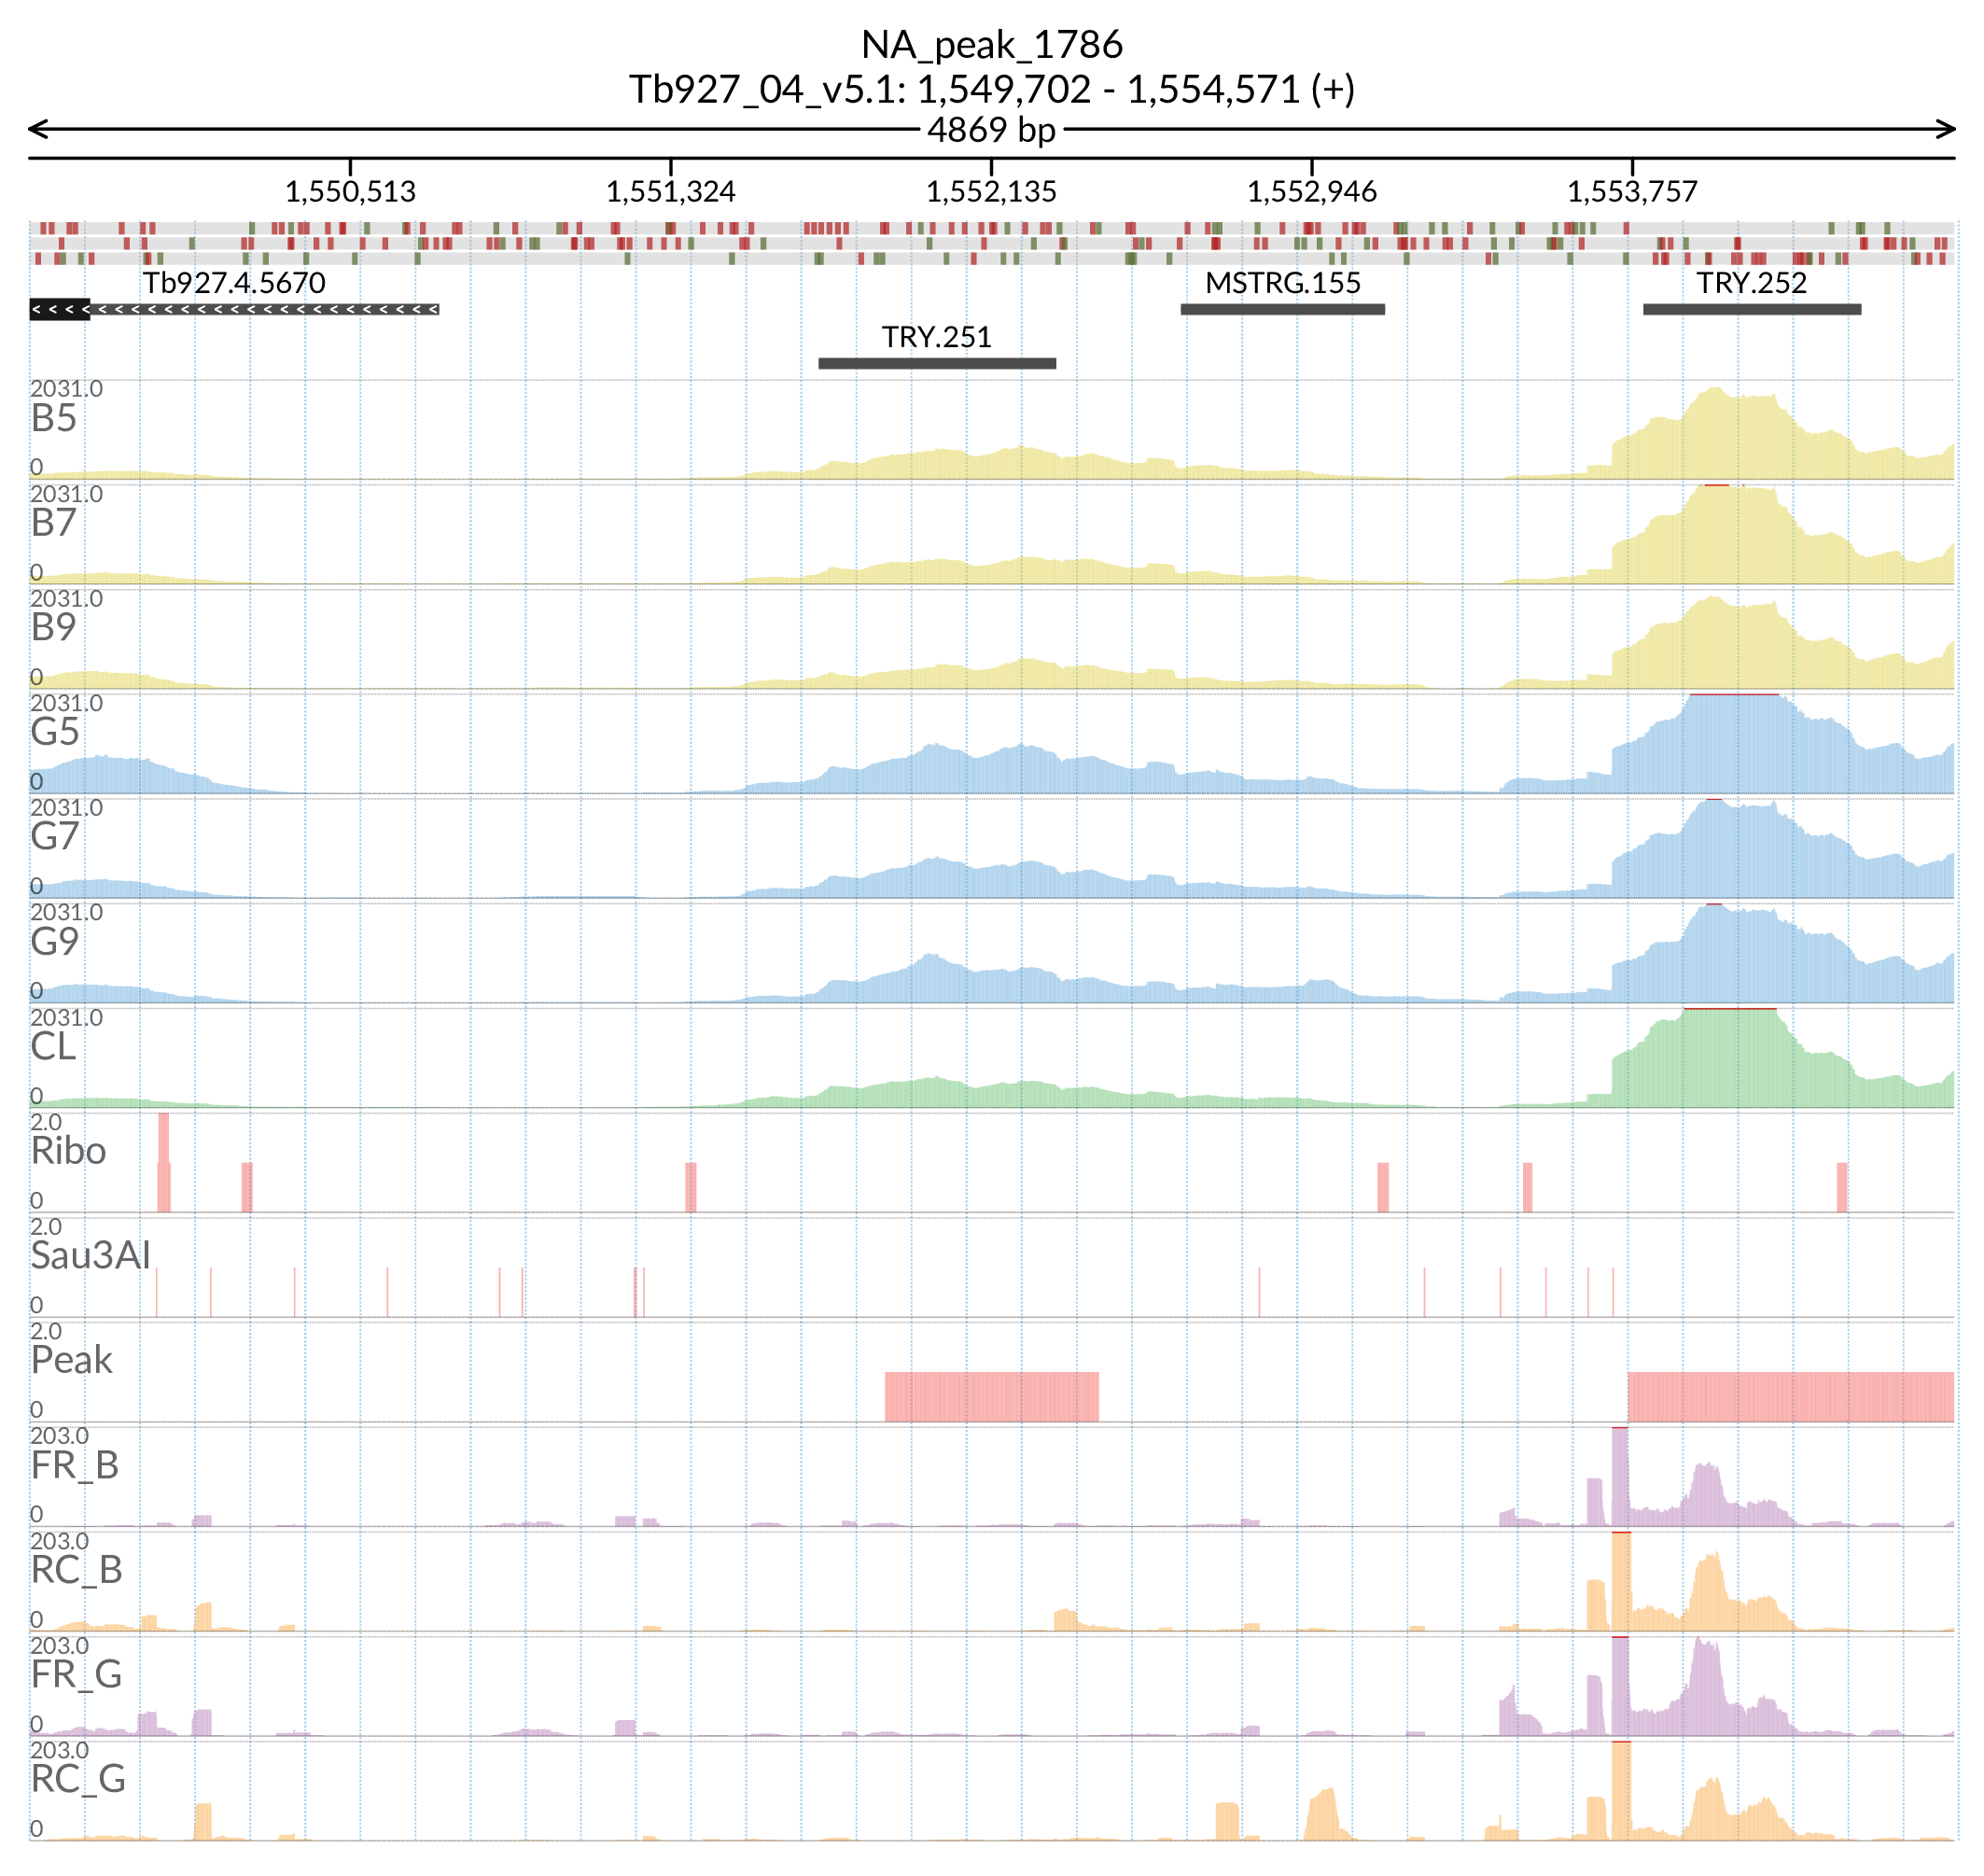 NA_peak_1786
Tb927_04_v5.1: 1,549,702 - 1,554,571 (+)
4869 bp
1,550,513 1,551,324 1,552,135 1,552,946 1,553,757
Tb927.4.5670 MSTRG.155 TRY.252
TRY.251
2031.0
B5
0
2031.0
B7
0
2031.0
B9
0
2031.0
G5
0
2031.0
G7
0
2031.0
G9
0
2031.0
CL
0
2.0
Ribo
0
2.0
Sau3AI
0
2.0
Peak
0
203.0
FR_B
0
203.0
RC_B
0
203.0
FR_G
0
203.0
RC_G
0